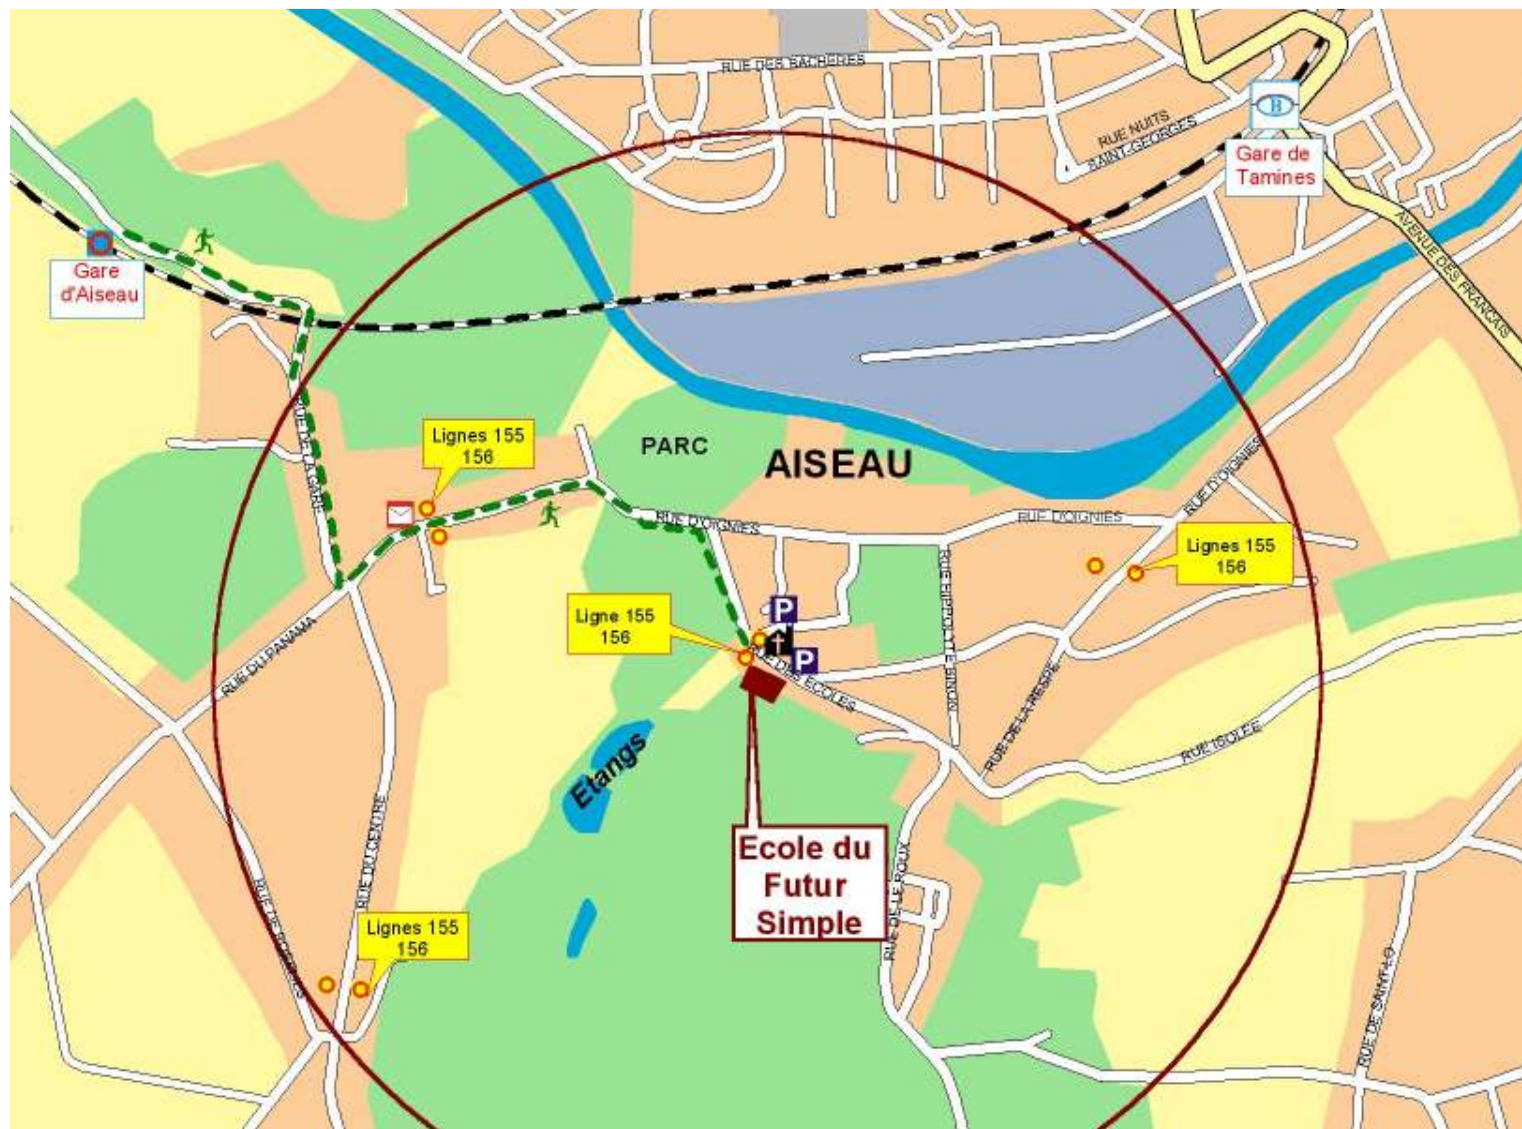 RUE DES BACHERES
B
RUE NUITS
SAINT-GEORGES
Gare de
Tamines
AVENUE DES FRANCAIS
Gare
d'Aiseau
RUE DE LA GARE
Lignes 155
156
PARC
AISEAU
RUE D'OIGNIES
RUE D'OIGNIES
RUE D'OIGNIES
Lignes 155
156
Ligne 155
156
P
P
RUE DES ECOLES
RUE HIPPOLYTE SINON
RUE DU PANAMA
RUE DE LA RESPE
RUE ISOLEE
Etangs
RUE DU CENTRE
Ecole du
Futur
Simple
RUE DE LE ROUX
Lignes 155
156
RUE DE SAINT-LO